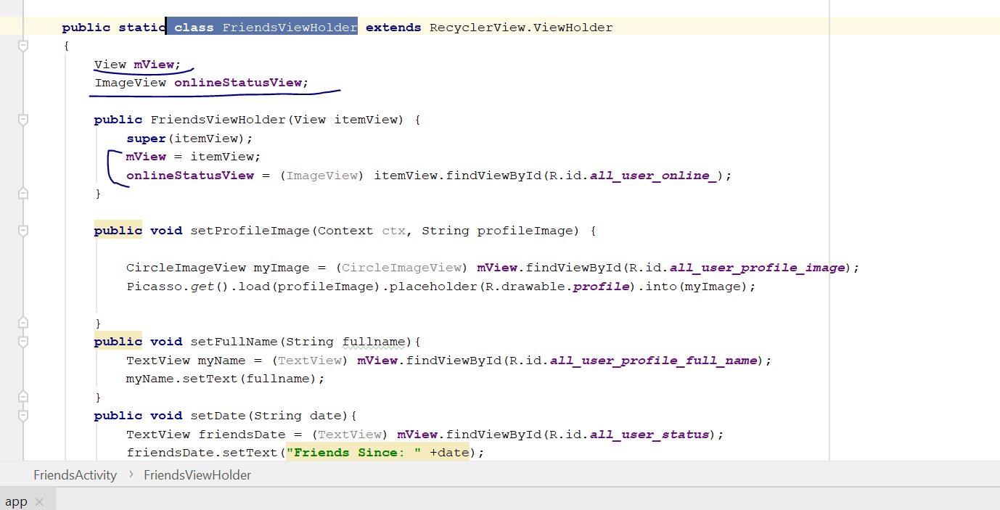 public static class FriendsViewHolder extends RecyclerView.ViewHolder
{
View mView;
ImageView onlineStatusView;
public FriendsViewHolder(View itemView) {
super(itemView);
mView = itemView;
onlineStatusView = (ImageView) itemView.findViewById(R.id.all_user_online_);
}
public void setProfileImage(Context ctx, String profileImage) {
CircleImageView myImage = (CircleImageView) mView.findViewById(R.id.all_user_profile_image);
Picasso.get().load(profileImage).placeholder(R.drawable.profile).into(myImage);
}
public void setFullName(String fullname){
TextView myName = (TextView) mView.findViewById(R.id.all_user_profile_full_name);
myName.setText(fullname);
}
public void setDate(String date){
TextView friendsDate = (TextView) mView.findViewById(R.id.all_user_status);
friendsDate.setText("Friends Since: " +date);
FriendsActivity › FriendsViewHolder
app ×